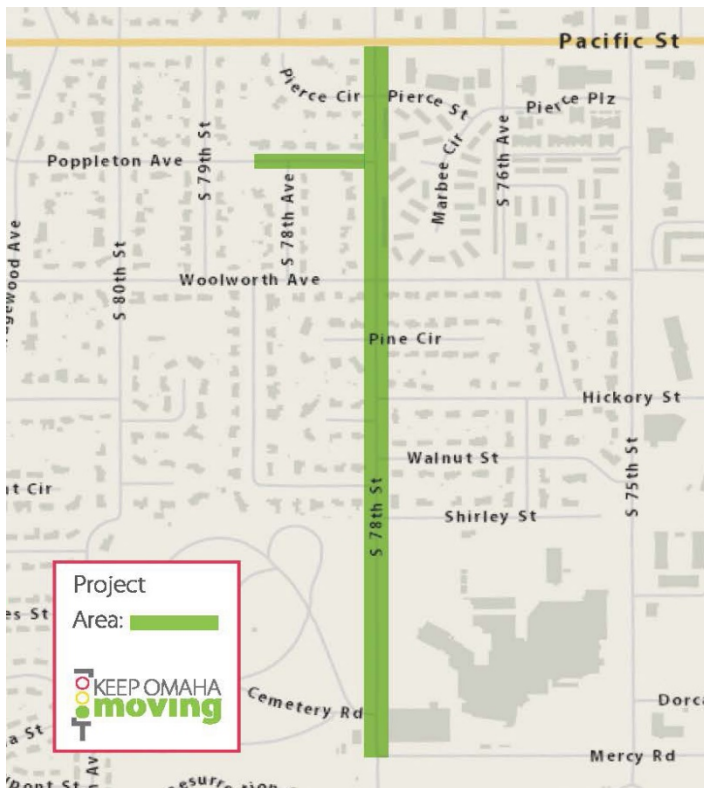 Pacific St
Pierce Cir
Pierce St
Pierce Plz
Marbee Cir
S 76th Ave
S 79th St
Poppleton Ave
S 78th Ave
S 80th St
Woolworth Ave
Pine Cir
Hickory St
S 75th St
Walnut St
S 78th St
Shirley St
Project
Area:
KEEP OMAHA
moving
Cemetery Rd
Mercy Rd